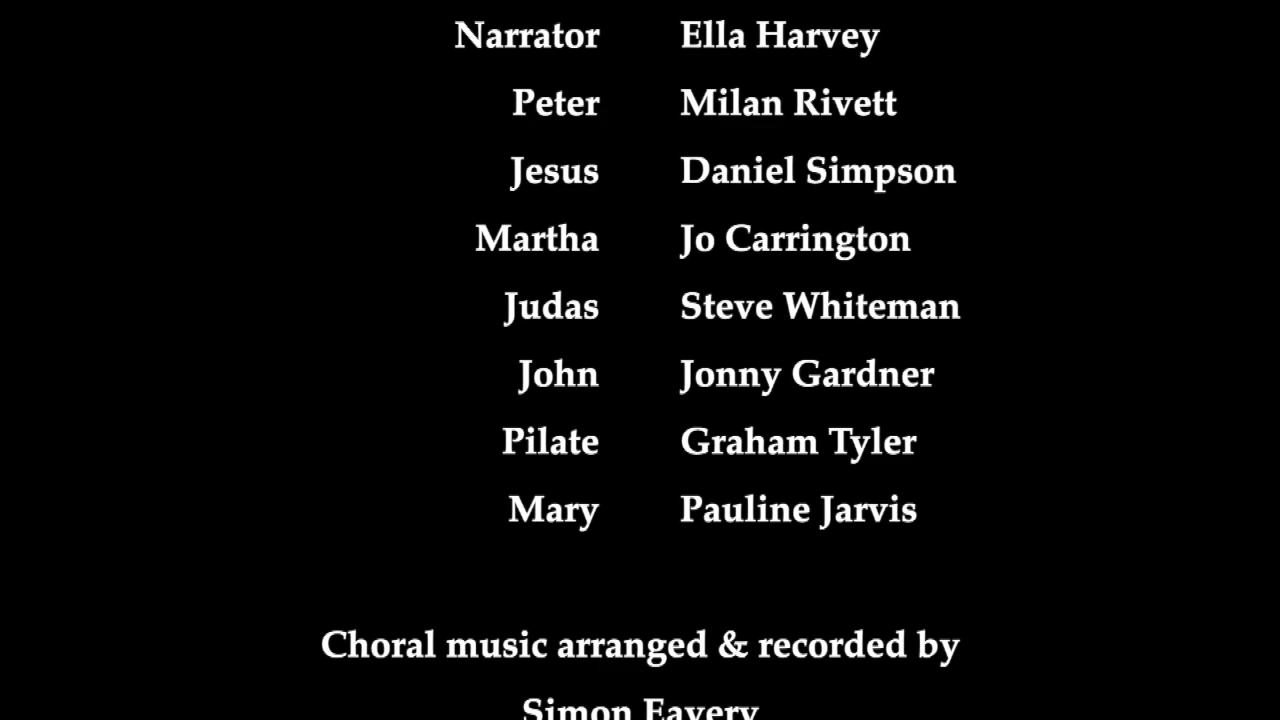 Narrator Ella Harvey
Peter Milan Rivett
Jesus Daniel Simpson
Martha Jo Carrington
Judas Steve Whiteman
John Jonny Gardner
Pilate Graham Tyler
Mary Pauline Jarvis
Choral music arranged & recorded by
Simon Eavery